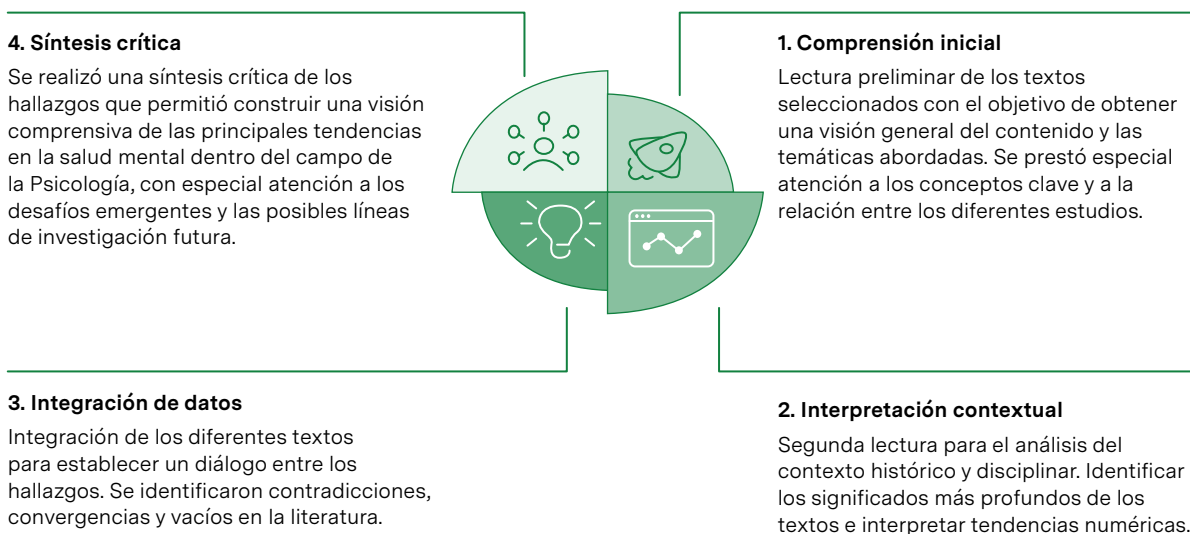 4. Síntesis crítica
Se realizó una síntesis crítica de los
hallazgos que permitió construir una visión
comprensiva de las principales tendencias
en la salud mental dentro del campo de
la Psicología, con especial atención a los
desafíos emergentes y las posibles líneas
de investigación futura.
1. Comprensión inicial
Lectura preliminar de los textos
seleccionados con el objetivo de obtener
una visión general del contenido y las
temáticas abordadas. Se prestó especial
atención a los conceptos clave y a la
relación entre los diferentes estudios.
3. Integración de datos
Integración de los diferentes textos
para establecer un diálogo entre los
hallazgos. Se identificaron contradicciones,
convergencias y vacíos en la literatura.
2. Interpretación contextual
Segunda lectura para el análisis del
contexto histórico y disciplinar. Identificar
los significados más profundos de los
textos e interpretar tendencias numéricas.